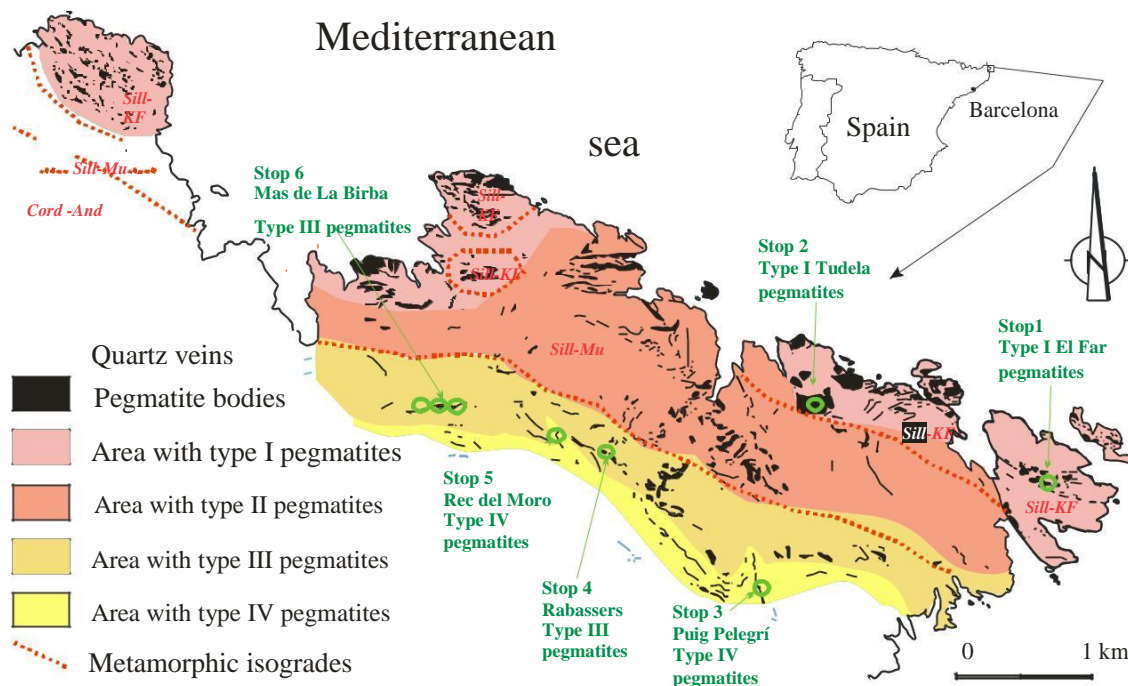 Mediterranean
sea
Spain
Barcelona
Sill-
KF
Sill-Mu
Cord -And
Stop 6
Mas de La Birba
Type III pegmatites
Sill-
KF
Sill-KF
Stop 2
Type I Tudela
pegmatites
Stop1
Type I El Far
pegmatites
Sill-Mu
Sill-KF
Sill-KF
Quartz veins
Pegmatite bodies
Area with type I pegmatites
Area with type II pegmatites
Area with type III pegmatites
Area with type IV pegmatites
Metamorphic isogrades
Stop 5
Rec del Moro
Type IV
pegmatites
Stop 4
Rabassers
Type III
pegmatites
Stop 3
Puig Pelegrí
Type IV
pegmatites
0 1 km